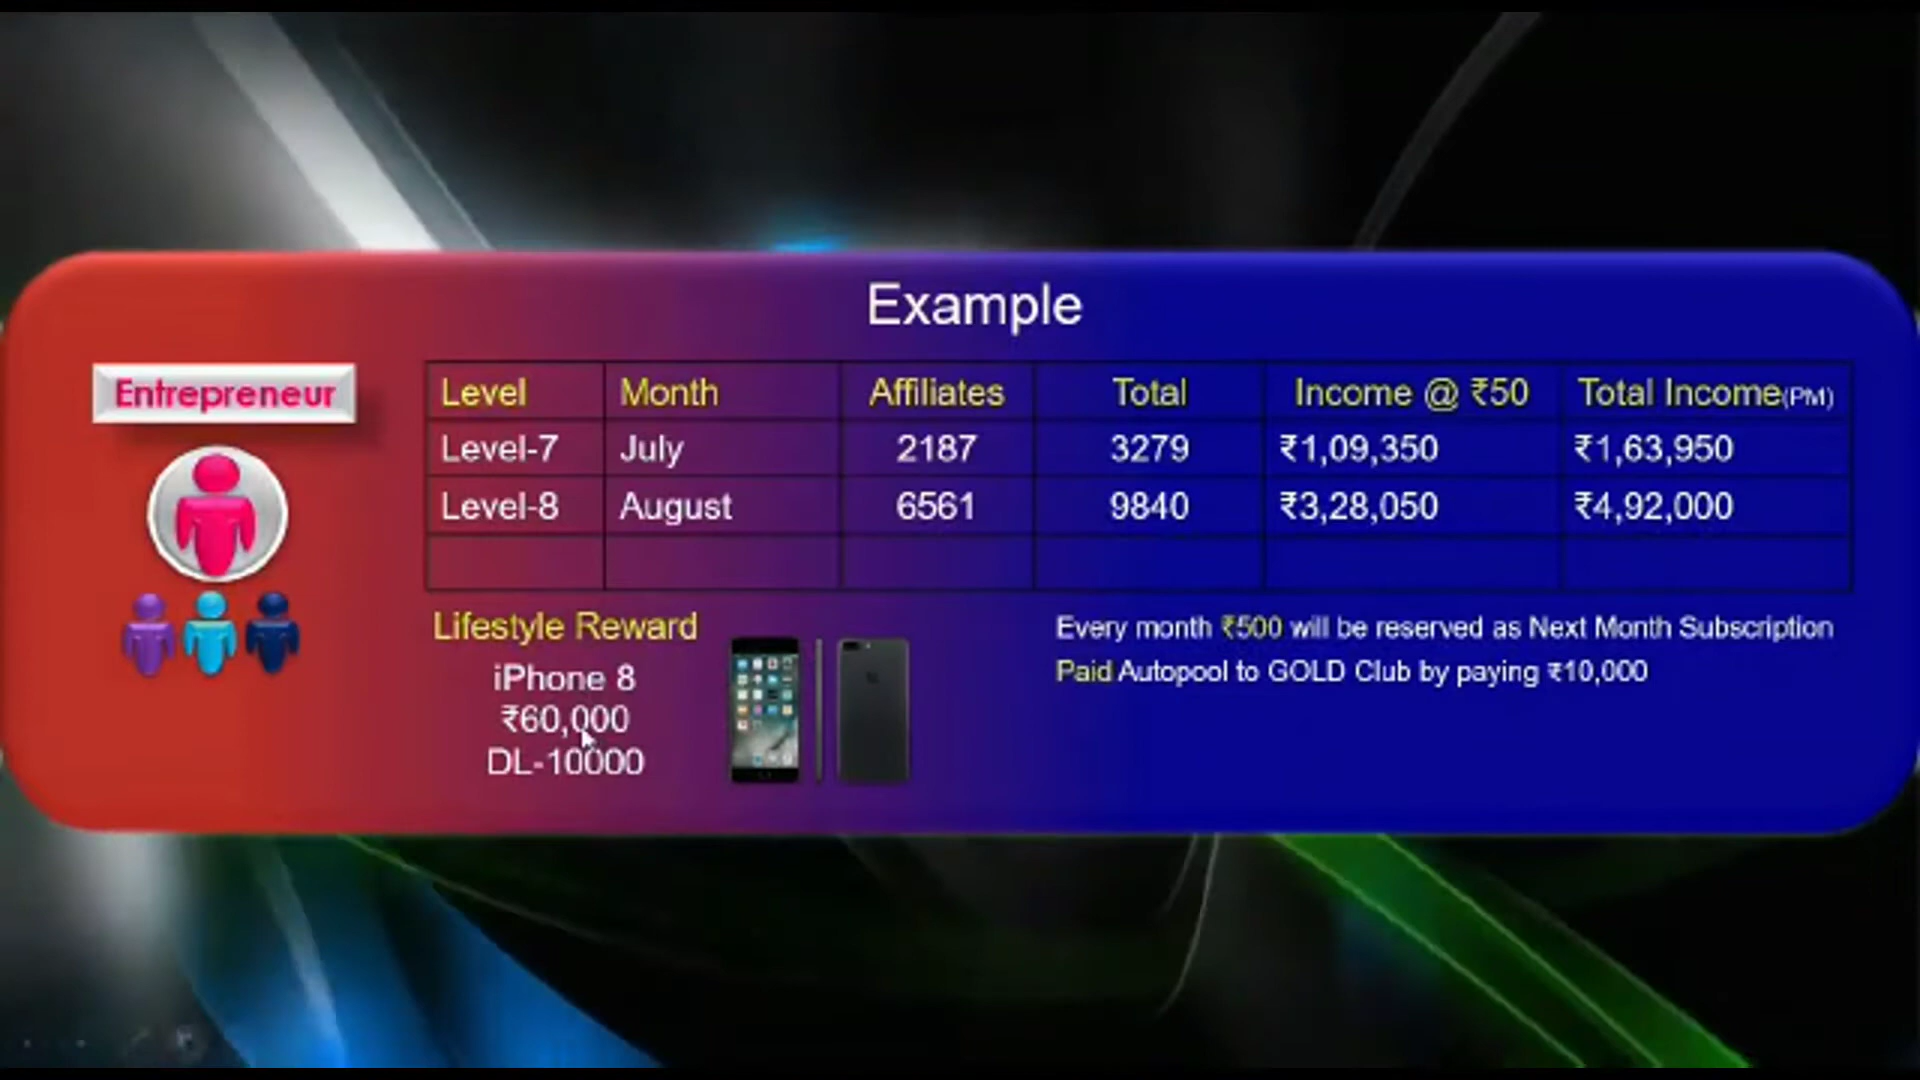 Example
Entrepreneur
Level Month Affiliates Total Income @ ₹50 Total Income(PM)
Level-7 July 2187 3279 ₹1,09,350 ₹1,63,950
Level-8 August 6561 9840 ₹3,28,050 ₹4,92,000
Lifestyle Reward
iPhone 8
₹60,000
DL-10000
Every month ₹500 will be reserved as Next Month Subscription
Paid Autopool to GOLD Club by paying ₹10,000